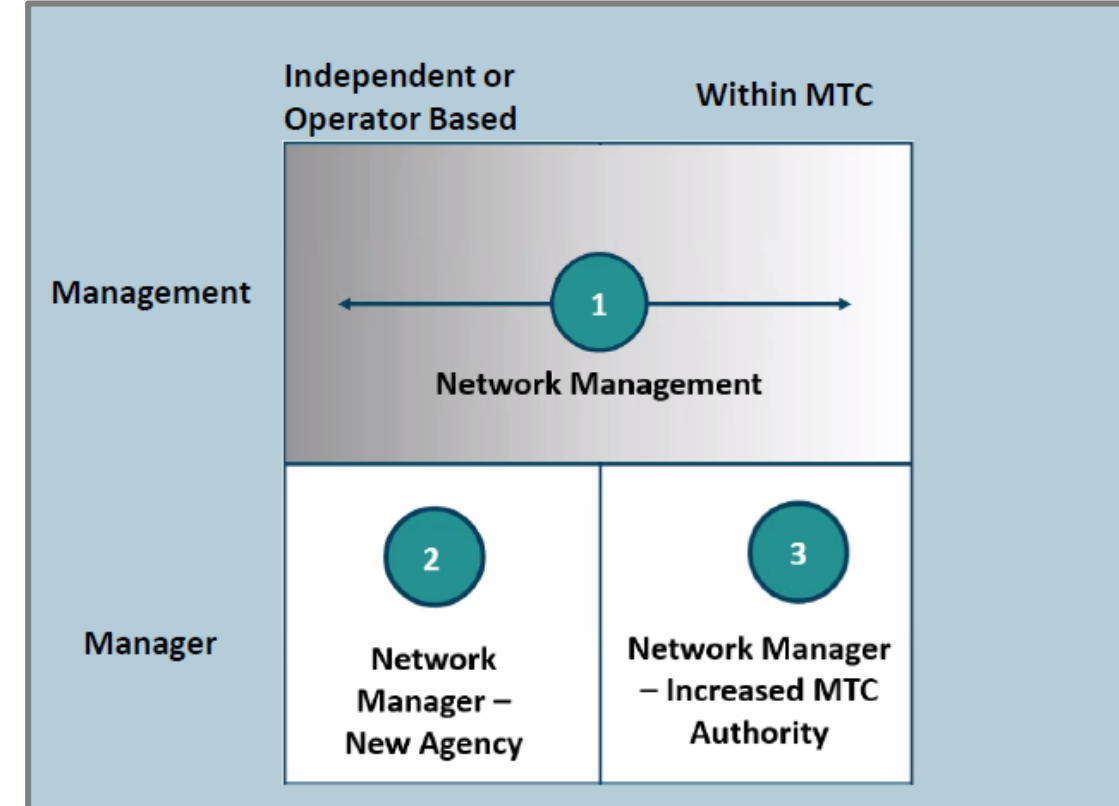 Independent or
Operator Based
Within MTC
Management
1
Network Management
Manager
2
Network
Manager –
New Agency
3
Network Manager
– Increased MTC
Authority